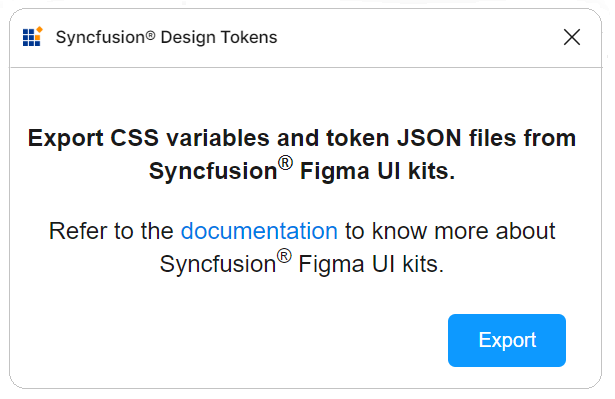 Syncfusion® Design Tokens
Export CSS variables and token JSON files from
Syncfusion® Figma UI kits.
Refer to the documentation to know more about
Syncfusion® Figma UI kits.
Export